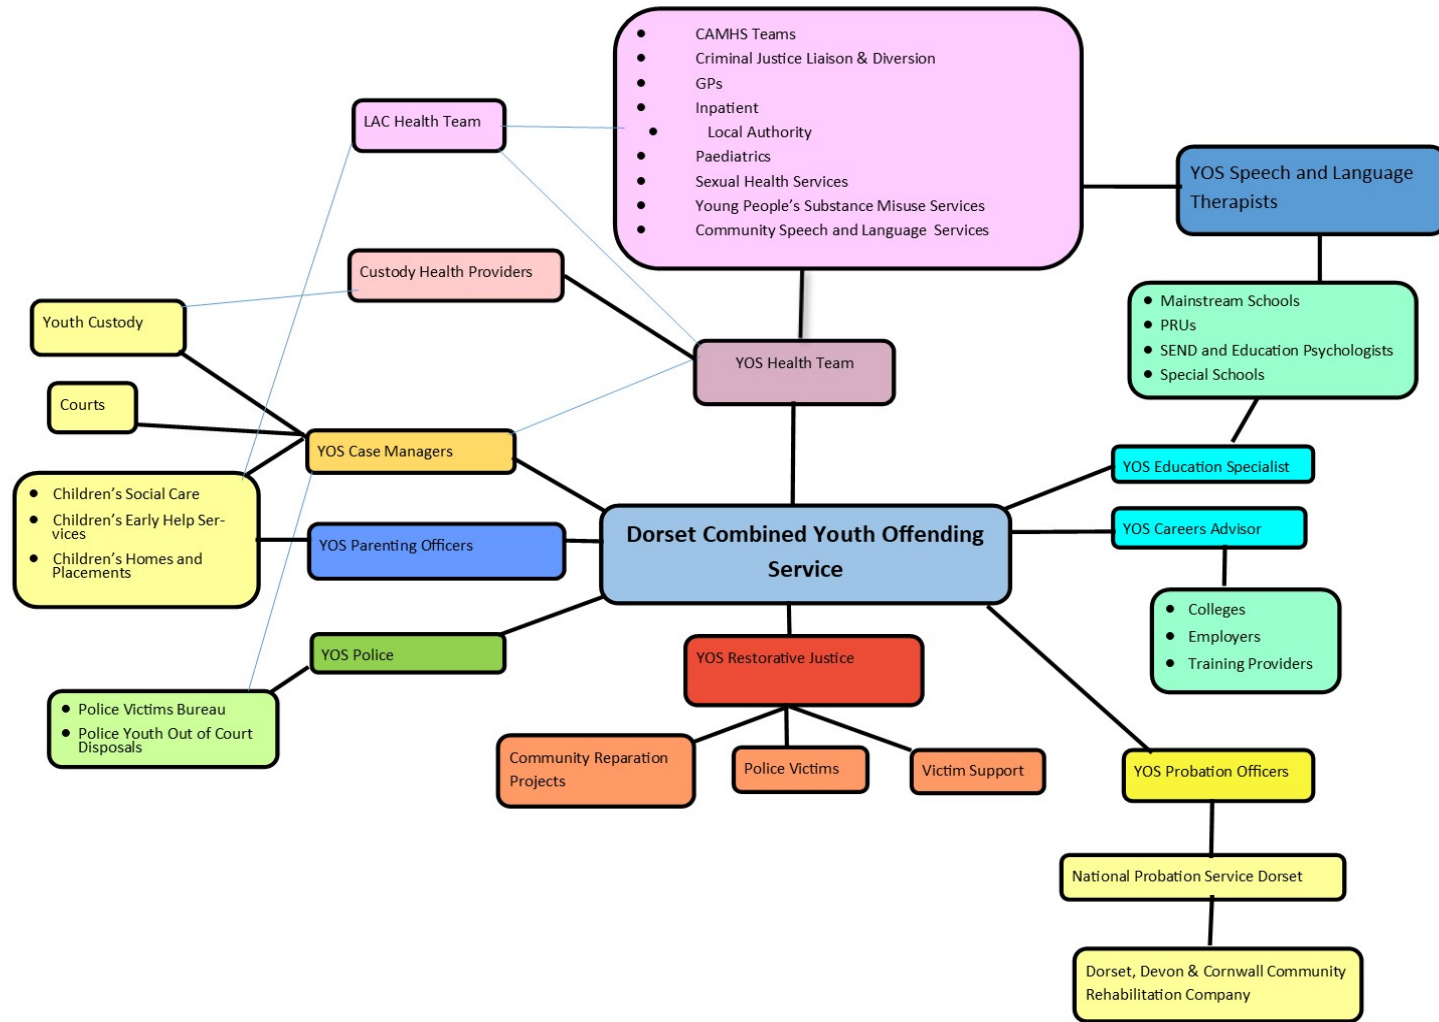 • CAMHS Teams
• Criminal Justice Liaison & Diversion
• GPs
• Inpatient
• Local Authority
• Paediatrics
• Sexual Health Services
• Young People's Substance Misuse Services
• Community Speech and Language Services
LAC Health Team
YOS Speech and Language
Therapists
Custody Health Providers
Youth Custody
• Mainstream Schools
• PRUs
• SEND and Education Psychologists
• Special Schools
YOS Health Team
Courts
YOS Case Managers
YOS Education Specialist
• Children's Social Care
• Children's Early Help Ser-
vices
• Children's Homes and
Placements
YOS Parenting Officers
Dorset Combined Youth Offending
Service
YOS Careers Advisor
• Colleges
• Employers
• Training Providers
YOS Police
YOS Restorative Justice
• Police Victims Bureau
• Police Youth Out of Court
Disposals
Community Reparation
Projects
Police Victims
Victim Support
YOS Probation Officers
National Probation Service Dorset
Dorset, Devon & Cornwall Community
Rehabilitation Company